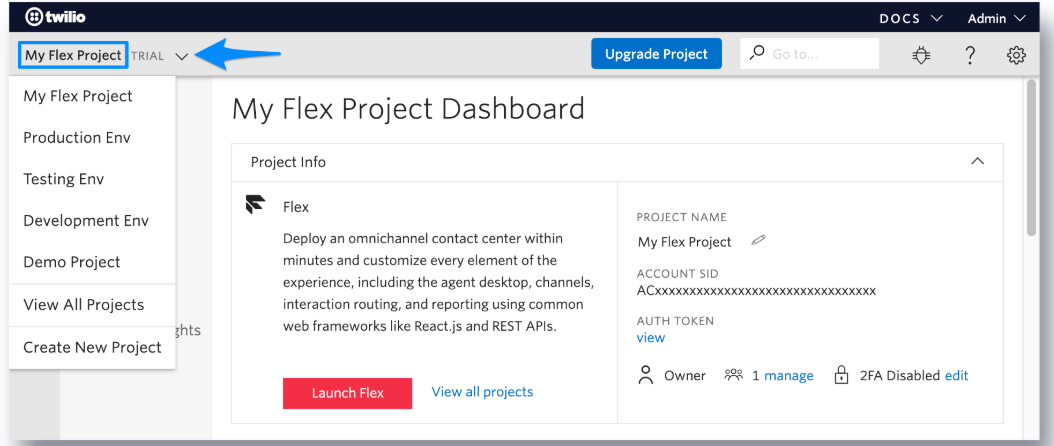 twilio
DOCS Admin
My Flex Project TRIAL
Upgrade Project
Go to...
My Flex Project
Production Env
Testing Env
Development Env
Demo Project
View All Projects
Create New Project
ghts
My Flex Project Dashboard
Project Info
Flex
Deploy an omnichannel contact center within
minutes and customize every element of the
experience, including the agent desktop, channels,
interaction routing, and reporting using common
web frameworks like React.js and REST APIs.
Launch Flex View all projects
PROJECT NAME
My Flex Project
ACCOUNT SID
ACxxxxxxxxxxxxxxxxxxxxxxxxxxxxxxxx
AUTH TOKEN
view
Owner 1 manage 2FA Disabled edit